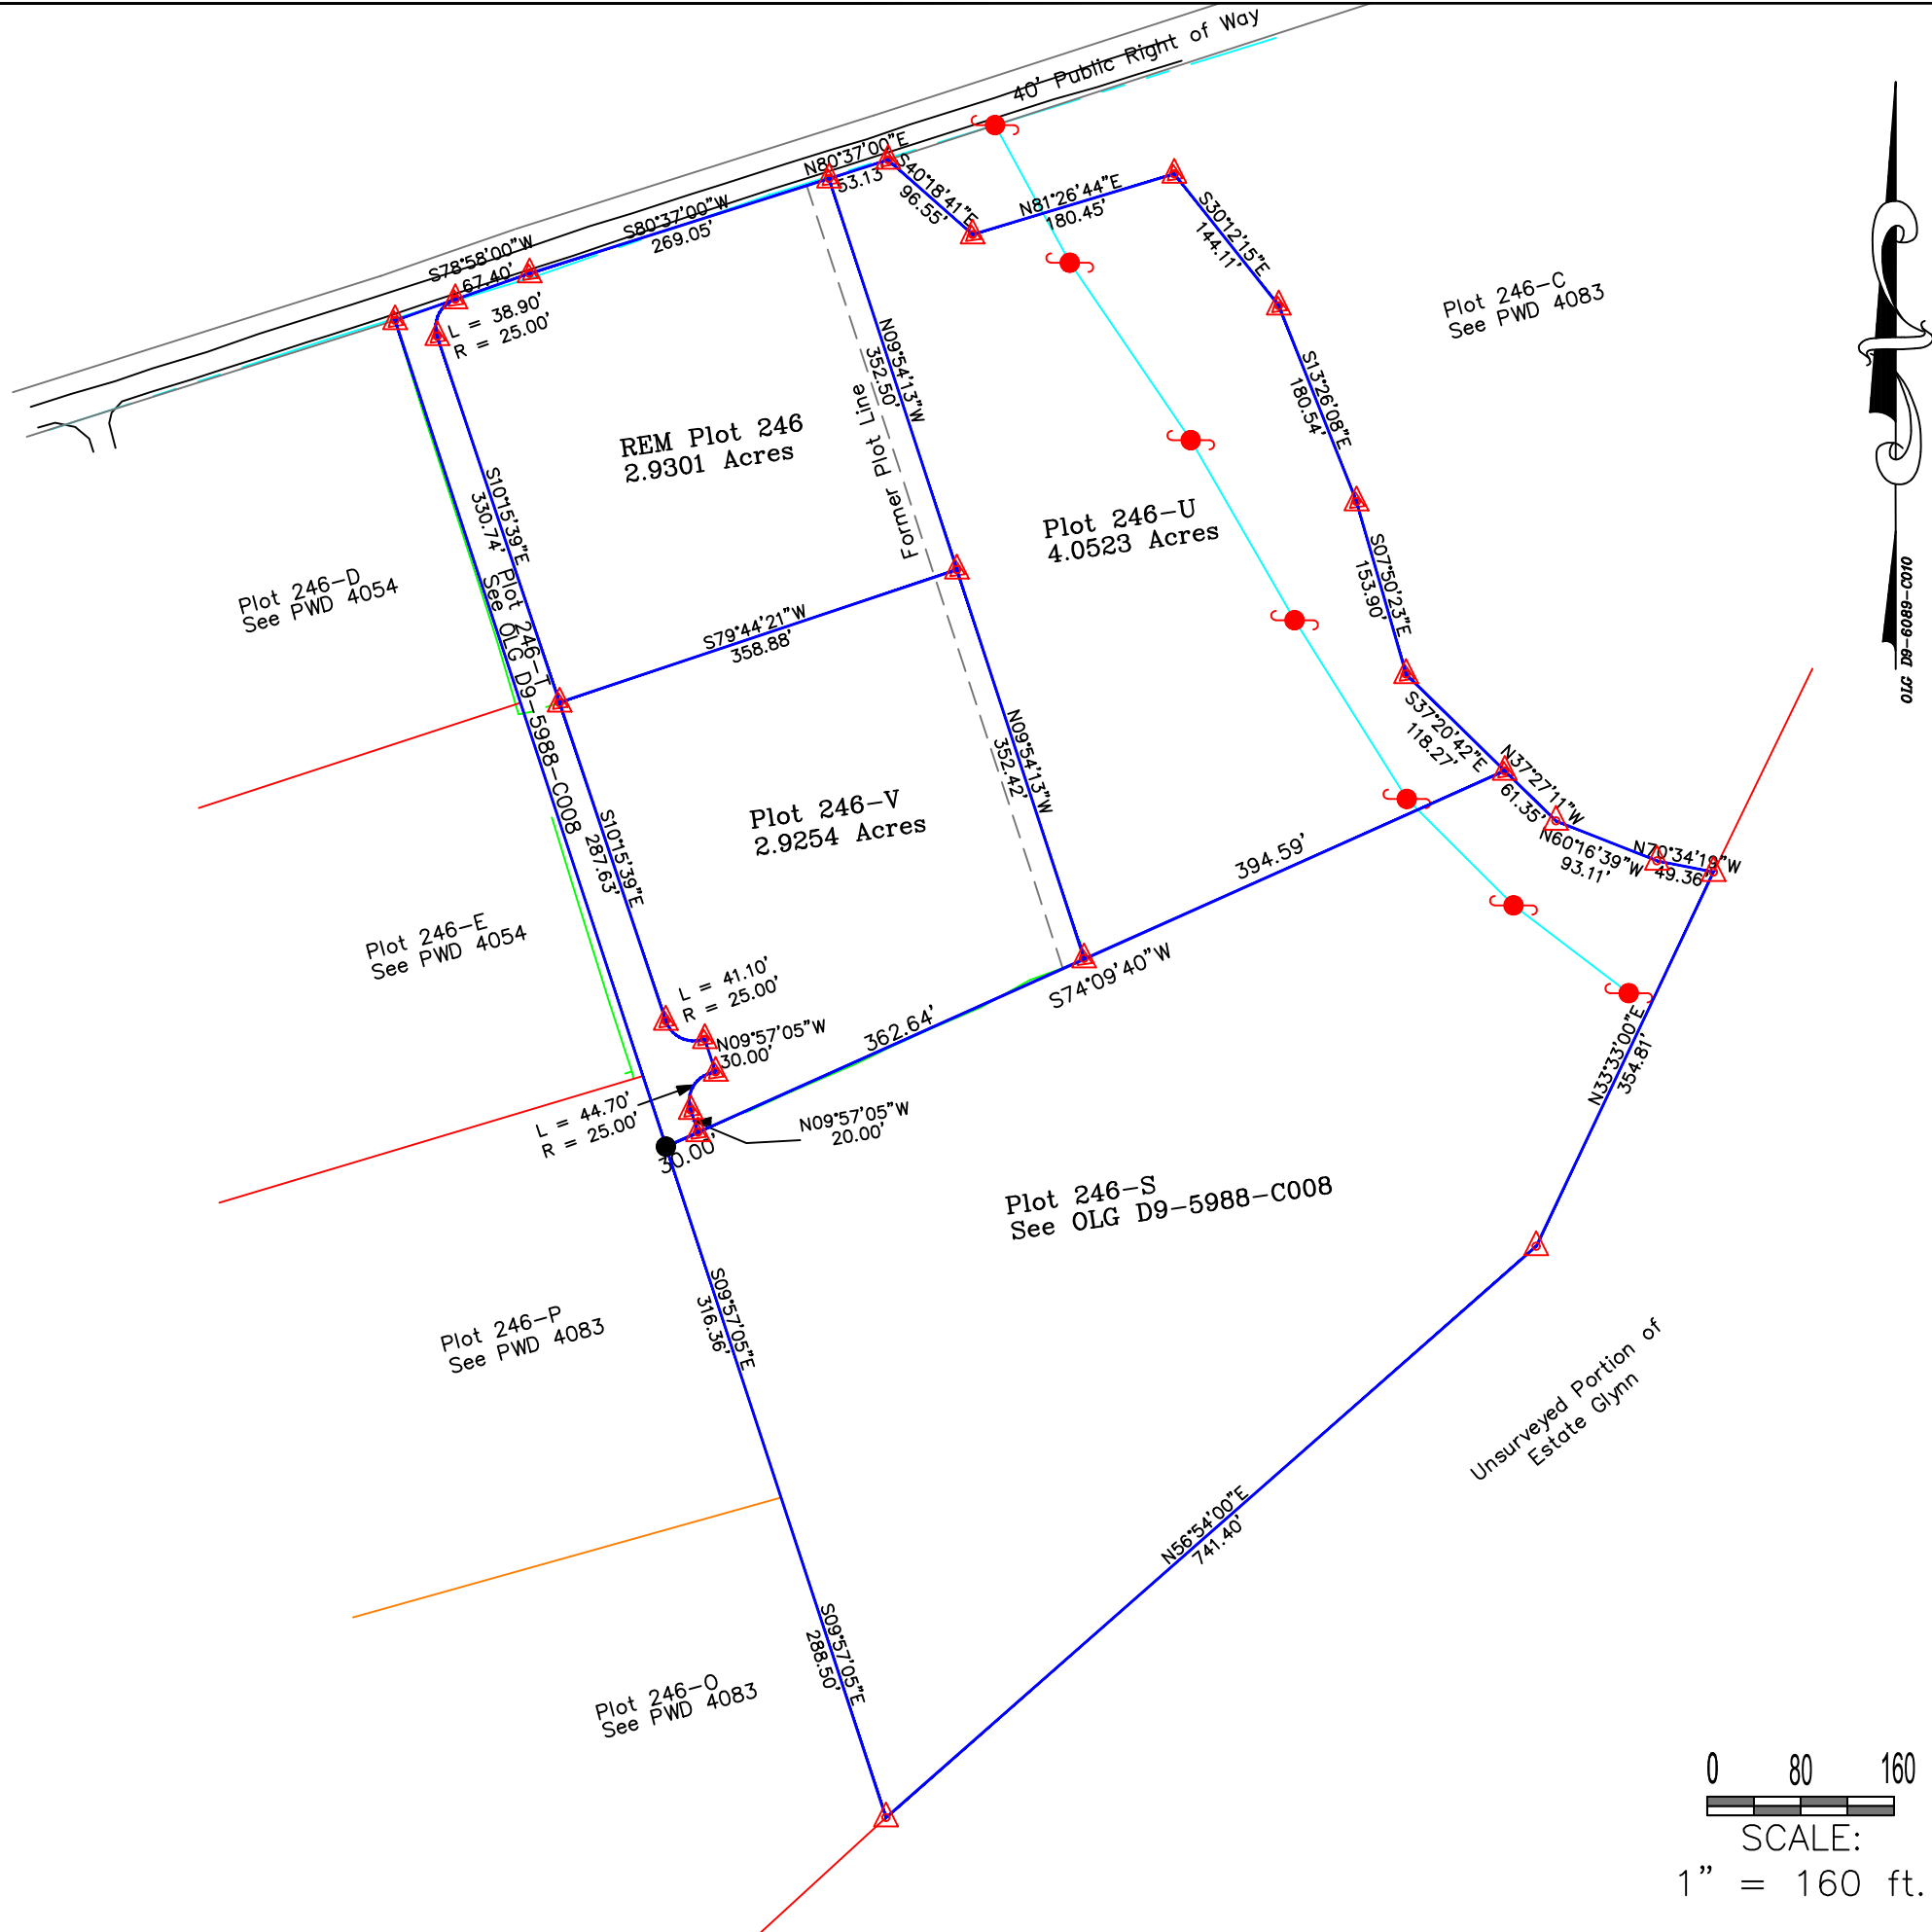 40' Public Right of Way
N80°37'00"E
53.13'
S40°18'41"E
96.55'
N81°26'44"E
180.45'
S30°12'15"E
144.11'
S80°37'00"W
269.05'
S78°58'00"W
67.40'
L = 38.90'
R = 25.00'
Plot 246-C
See PWD 4083
N09°54'13"W
352.50'
Former Plot Line
S13°26'08"E
180.54'
REM Plot 246
2.9301 Acres
S10°15'39"E
330.74'
Plot 246-U
4.0523 Acres
S07°50'23"E
153.90'
Plot 246-D
See PWD 4054
Plot 246-T
See OLG D9-5988-C008
S79°44'21"W
358.88'
OLG D9-6089-C010
S37°20'42"E
118.27'
N09°54'13"W
352.42'
N37°27'11"W
61.35'
N60°16'39"W
93.11'
N70°34'19"W
49.36'
Plot 246-V
2.9254 Acres
S10°15'39"E
287.63'
394.59'
Plot 246-E
See PWD 4054
L = 41.10'
R = 25.00'
S74°09'40"W
362.64'
N09°57'05"W
30.00'
N33°33'00"E
354.81'
L = 44.70'
R = 25.00'
N09°57'05"W
20.00'
30.00'
Plot 246-S
See OLG D9-5988-C008
S09°57'05"E
316.36'
Plot 246-P
See PWD 4083
Unsurveyed Portion of
Estate Glynn
N56°54'00"E
741.40'
S09°57'05"E
288.50'
Plot 246-O
See PWD 4083
0 80 160
SCALE:
1" = 160 ft.